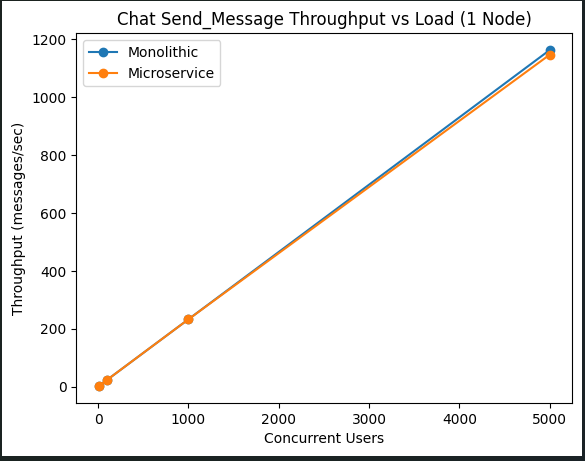 Chat Send_Message Throughput vs Load (1 Node)
Monolithic
Microservice
Throughput (messages/sec)
1200
1000
800
600
400
200
0
0 1000 2000 3000 4000 5000
Concurrent Users